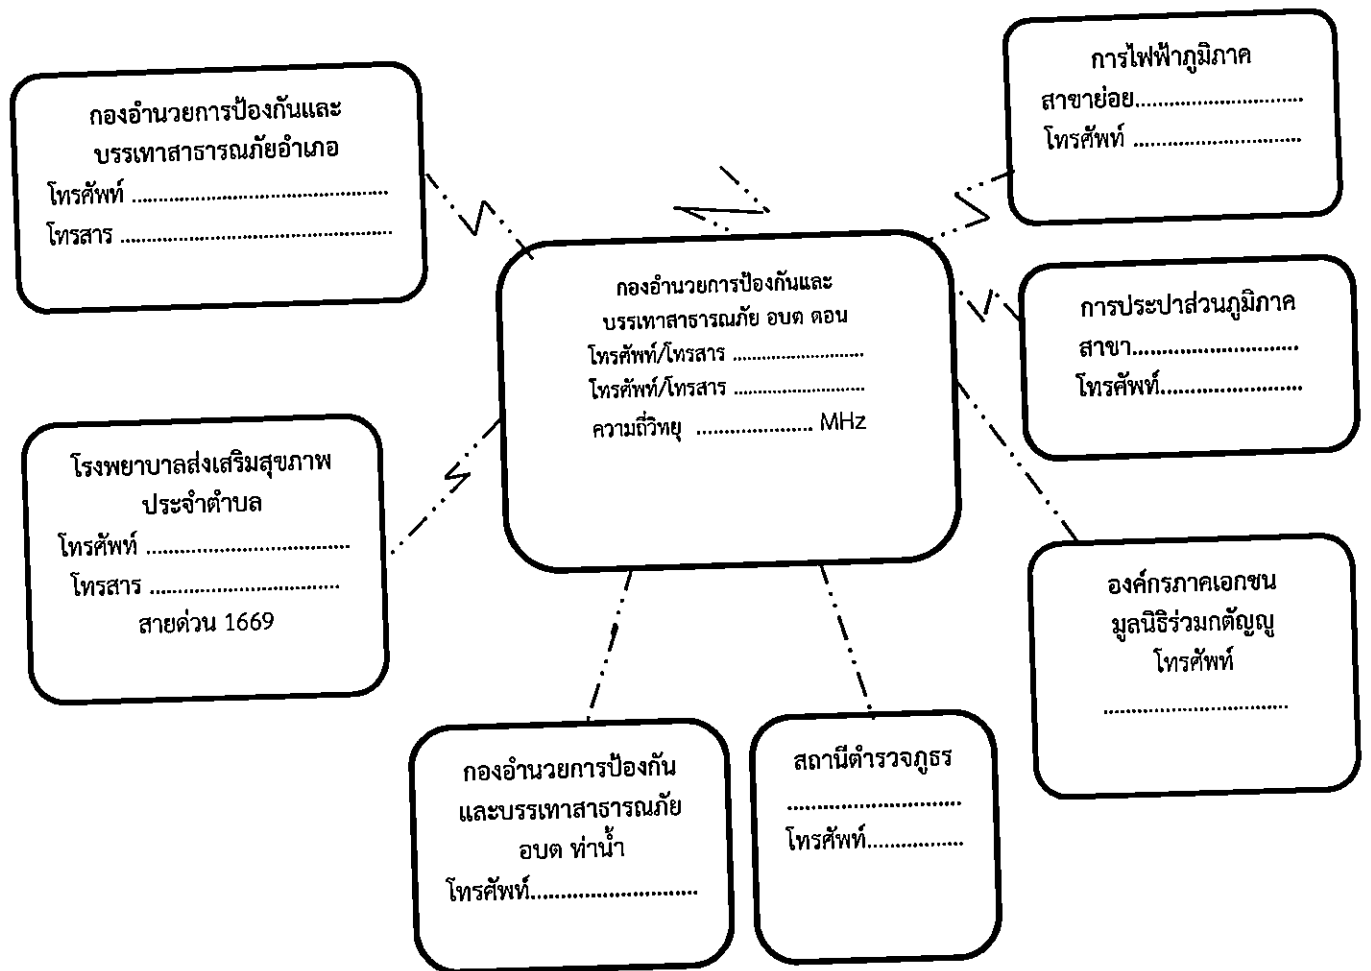 กองอำนวยการป้องกันและ
บรรเทาสาธารณภัยอำเภอ
โทรศัพท์ ................................................
โทรสาร ...................................................
การไฟฟ้าภูมิภาค
สาขาย่อย................................
โทรศัพท์ ................................
กองอำนวยการป้องกันและ
บรรเทาสาธารณภัย อบต ดอน
โทรศัพท์/โทรสาร ............................
โทรศัพท์/โทรสาร ............................
ความถี่วิทยุ ...................... MHz
การประปาส่วนภูมิภาค
สาขา................................
โทรศัพท์...........................
โรงพยาบาลส่งเสริมสุขภาพ
ประจำตำบล
โทรศัพท์ ......................................
โทรสาร ....................................
สายด่วน 1669
องค์กรภาคเอกชน
มูลนิธิร่วมกตัญญู
โทรศัพท์
...................................
กองอำนวยการป้องกัน
และบรรเทาสาธารณภัย
อบต ท่าน้ำ
โทรศัพท์...............................
สถานีตำรวจภูธร
.................................
โทรศัพท์..................